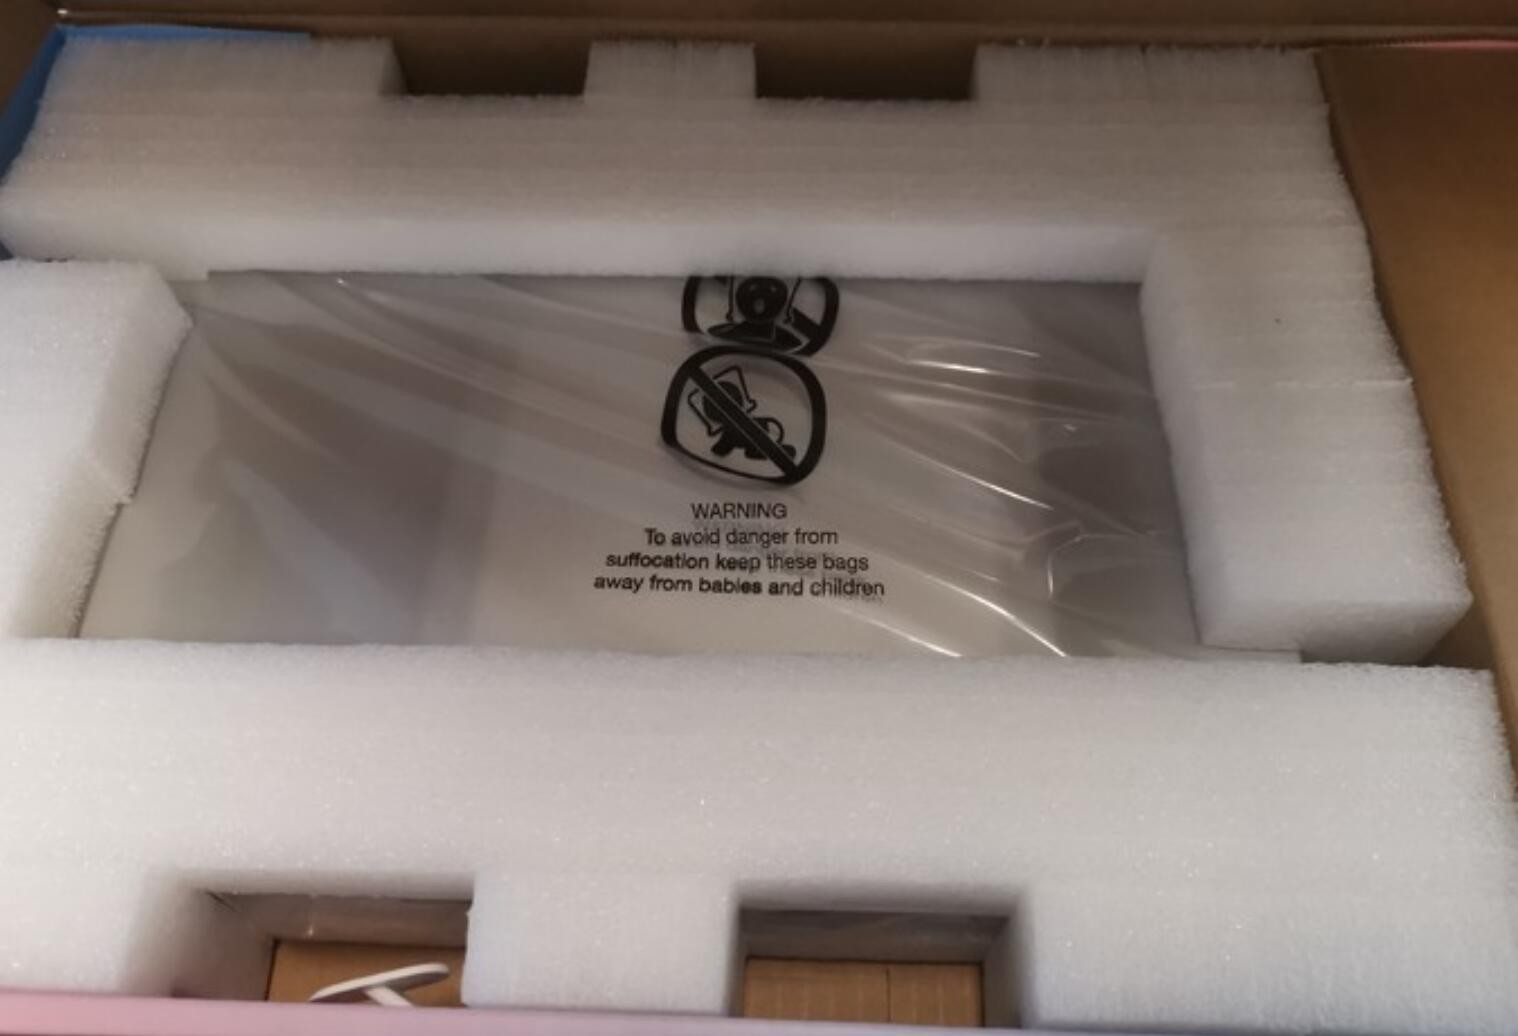 WARNING
To avoid danger from
suffocation keep these bags
away from babies and children